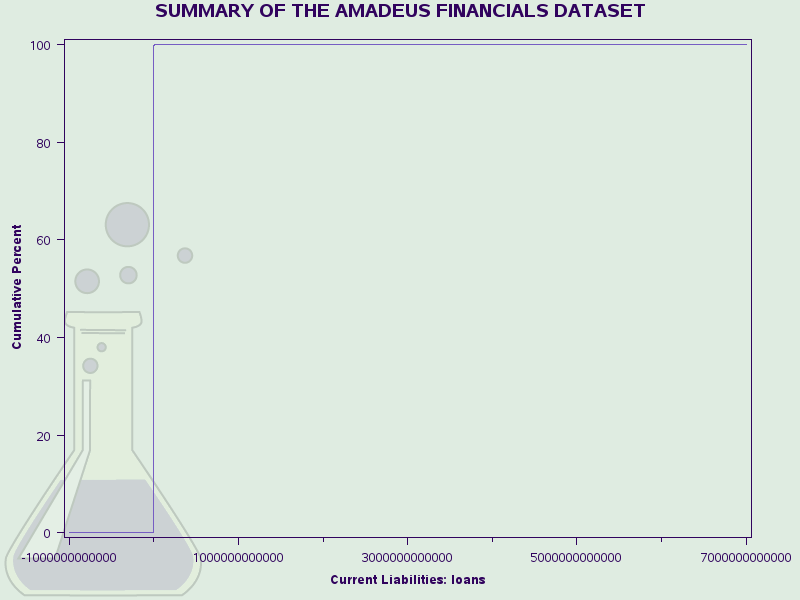 SUMMARY OF THE AMADEUS FINANCIALS DATASET
100
80
60
40
20
0
Cumulative Percent
-1000000000000 1000000000000 3000000000000 5000000000000 7000000000000
Current Liabilities: loans